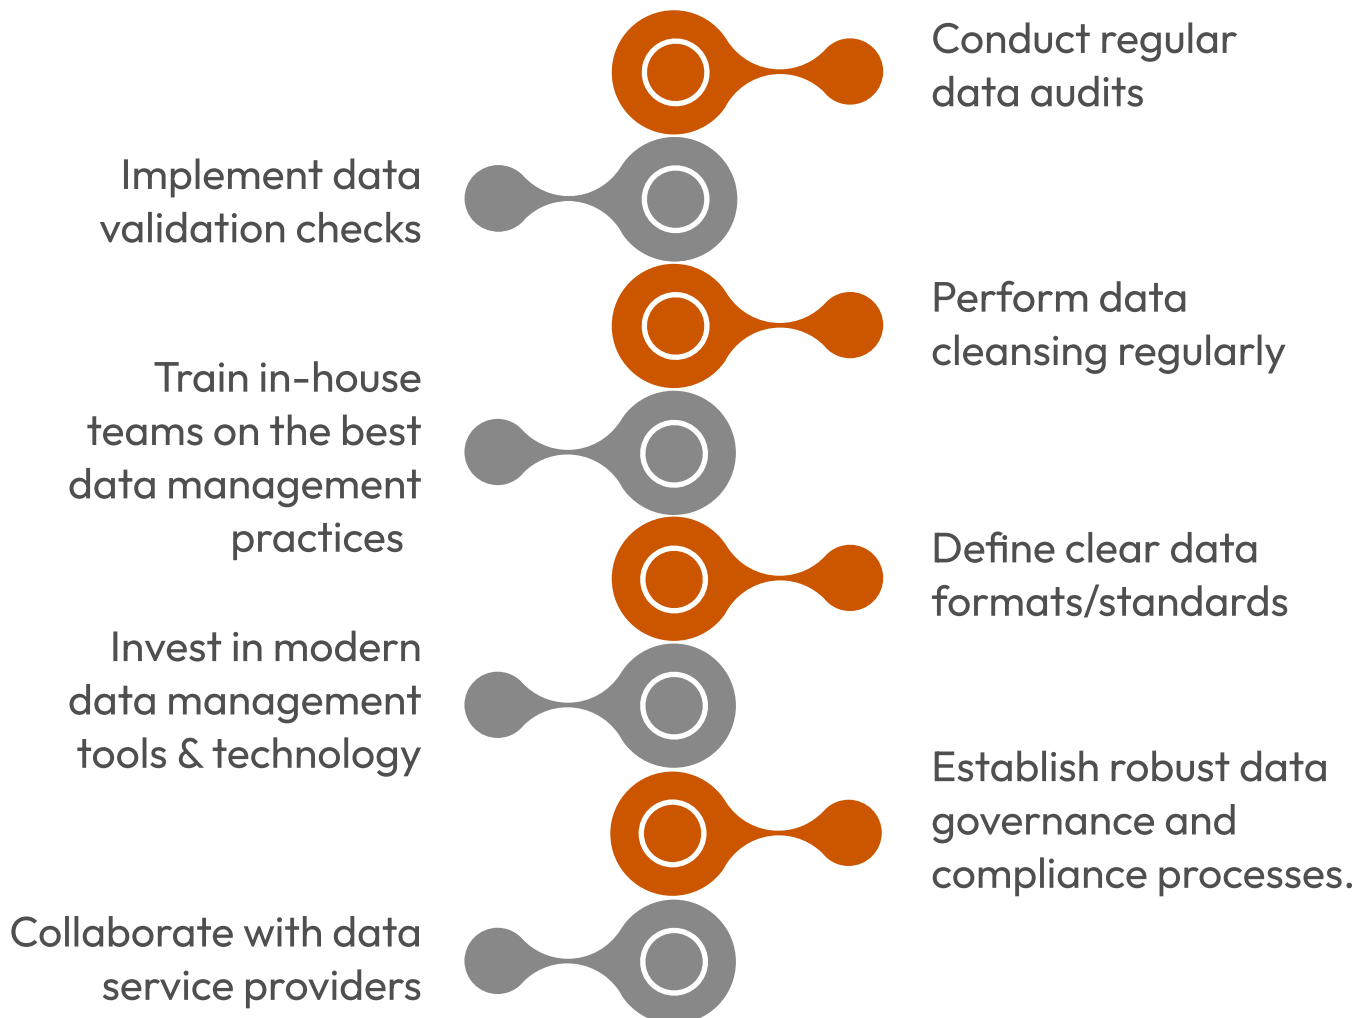 Conduct regular
data audits
Implement data
validation checks
Perform data
cleansing regularly
Train in-house
teams on the best
data management
practices
Define clear data
formats/standards
Invest in modern
data management
tools & technology
Establish robust data
governance and
compliance processes.
Collaborate with data
service providers